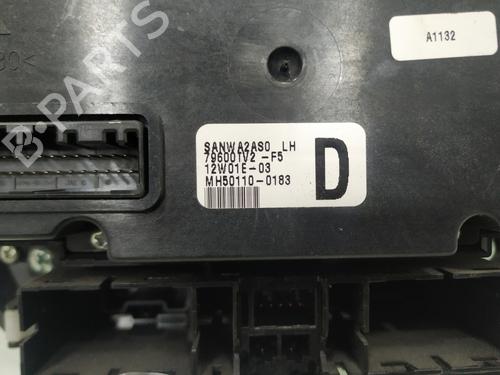 B-PARTS
A1132
SANWA2AS0 LH
79600TV2 -F5
12W01E-03
MH50110-0183
D